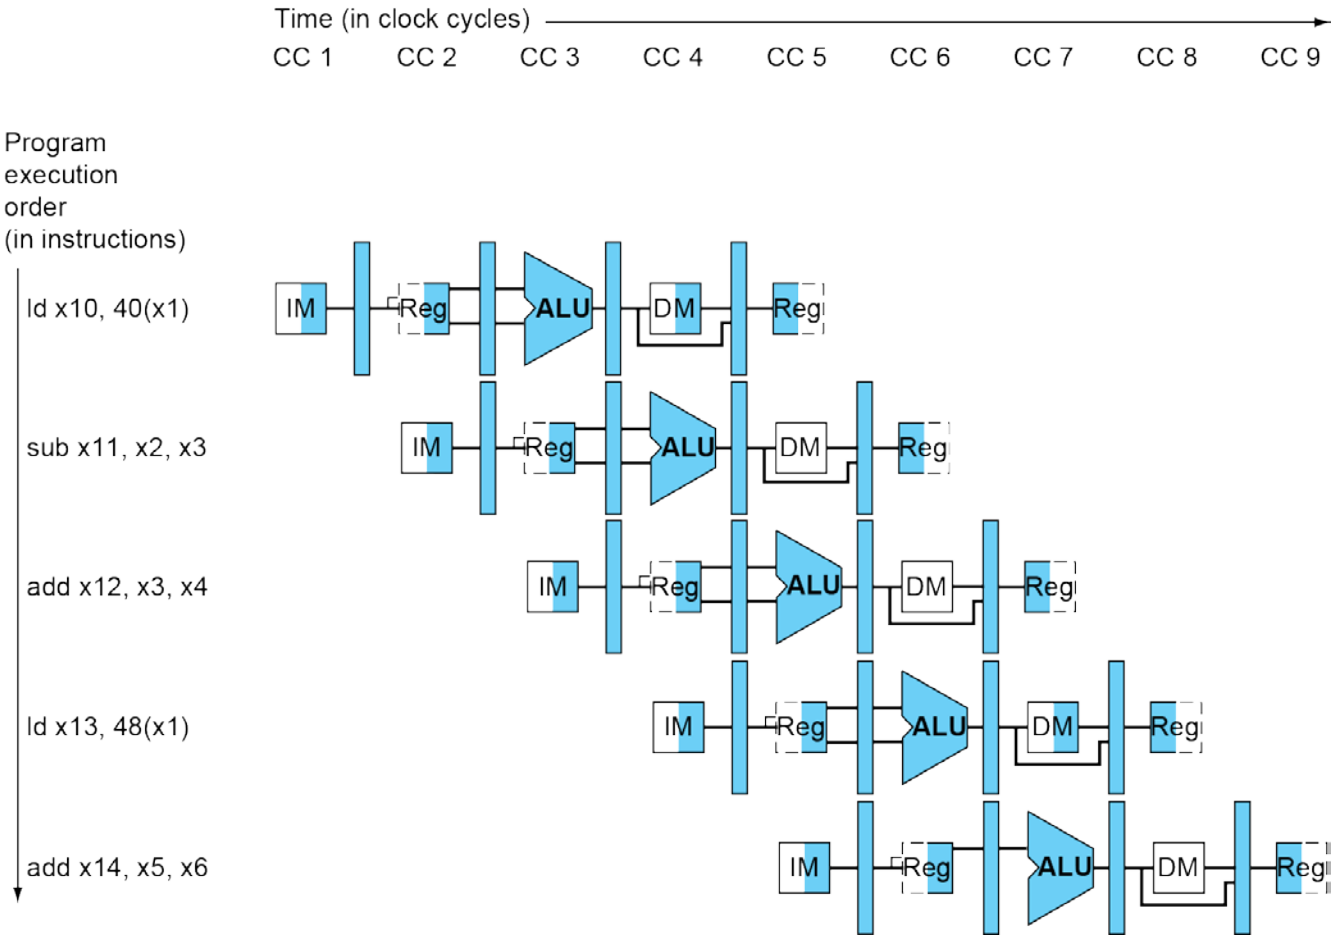 Time (in clock cycles)
CC 1 CC 2 CC 3 CC 4 CC 5 CC 6 CC 7 CC 8 CC 9
Program
execution
order
(in instructions)
ld x10, 40(x1) IM Reg ALU DM Reg
sub x11, x2, x3 IM Reg ALU DM Reg
add x12, x3, x4 IM Reg ALU DM Reg
ld x13, 48(x1) IM Reg ALU DM Reg
add x14, x5, x6 IM Reg ALU DM Reg